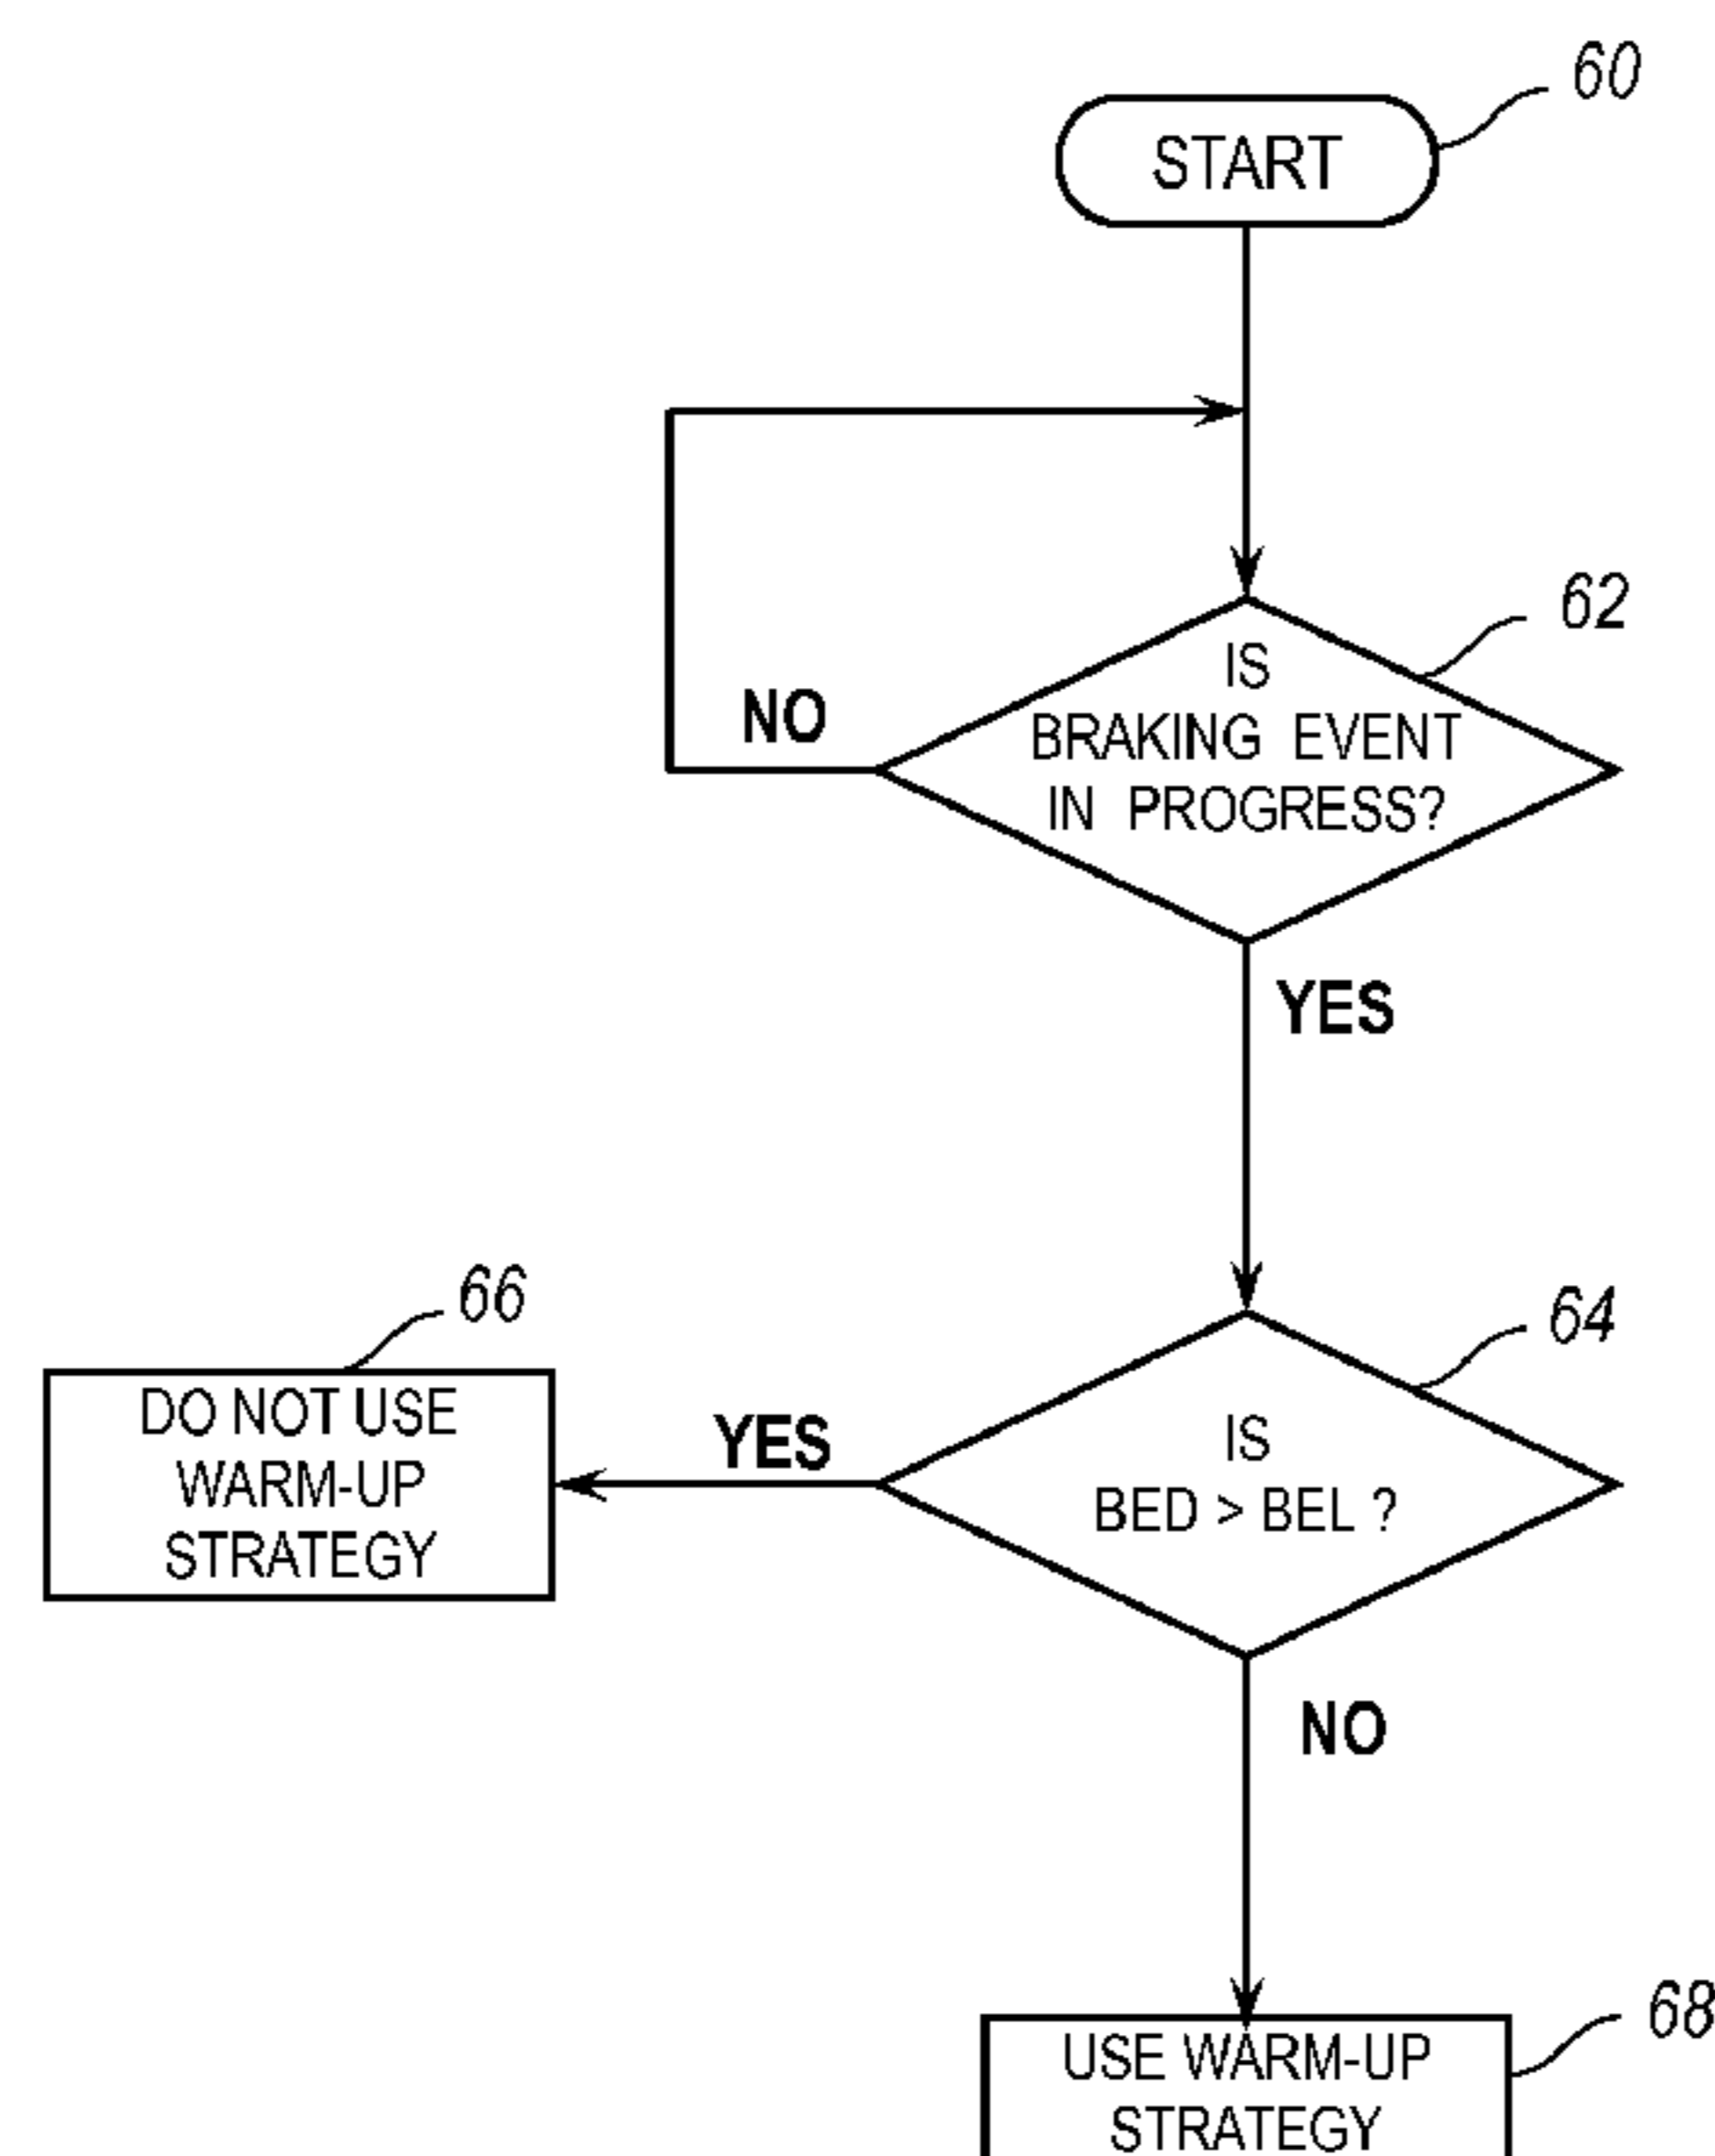 60
START
62
IS
BRAKING EVENT
IN PROGRESS?
NO
YES
66
DO NOT USE
WARM-UP
STRATEGY
YES
64
IS
BED > BEL ?
NO
68
USE WARM-UP
STRATEGY